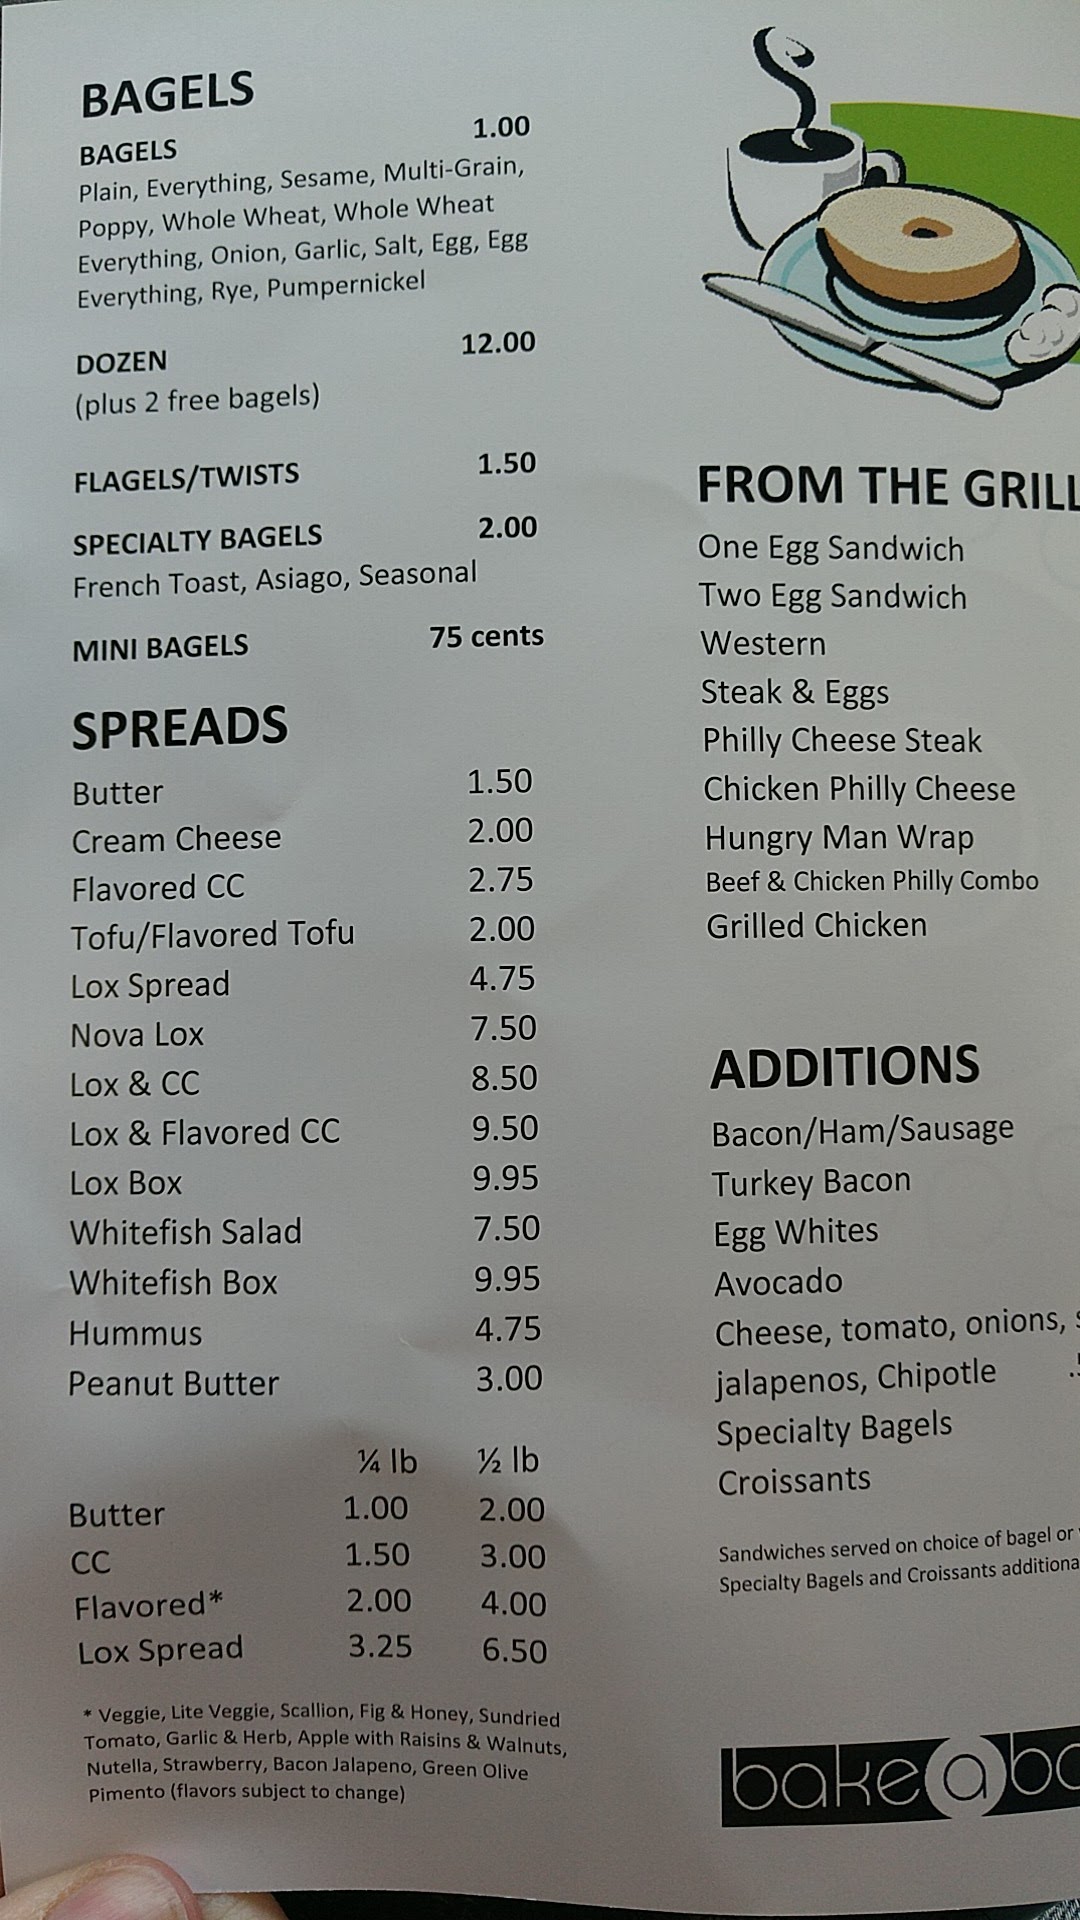 BAGELS
BAGELS 1.00
Plain, Everything, Sesame, Multi-Grain,
Poppy, Whole Wheat, Whole Wheat
Everything, Onion, Garlic, Salt, Egg, Egg
Everything, Rye, Pumpernickel
DOZEN 12.00
(plus 2 free bagels)
FLAGELS/TWISTS 1.50
SPECIALTY BAGELS 2.00
French Toast, Asiago, Seasonal
MINI BAGELS 75 cents
SPREADS
Butter 1.50
Cream Cheese 2.00
Flavored CC 2.75
Tofu/Flavored Tofu 2.00
Lox Spread 4.75
Nova Lox 7.50
Lox & CC 8.50
Lox & Flavored CC 9.50
Lox Box 9.95
Whitefish Salad 7.50
Whitefish Box 9.95
Hummus 4.75
Peanut Butter 3.00
¼ lb ½ lb
Butter 1.00 2.00
CC 1.50 3.00
Flavored* 2.00 4.00
Lox Spread 3.25 6.50
* Veggie, Lite Veggie, Scallion, Fig & Honey, Sundried
Tomato, Garlic & Herb, Apple with Raisins & Walnuts,
Nutella, Strawberry, Bacon Jalapeno, Green Olive
Pimento (flavors subject to change)
FROM THE GRILL
One Egg Sandwich
Two Egg Sandwich
Western
Steak & Eggs
Philly Cheese Steak
Chicken Philly Cheese
Hungry Man Wrap
Beef & Chicken Philly Combo
Grilled Chicken
ADDITIONS
Bacon/Ham/Sausage
Turkey Bacon
Egg Whites
Avocado
Cheese, tomato, onions,
jalapenos, Chipotle
Specialty Bagels
Croissants
Sandwiches served on choice of bagel or
Specialty Bagels and Croissants additiona
bake a ba